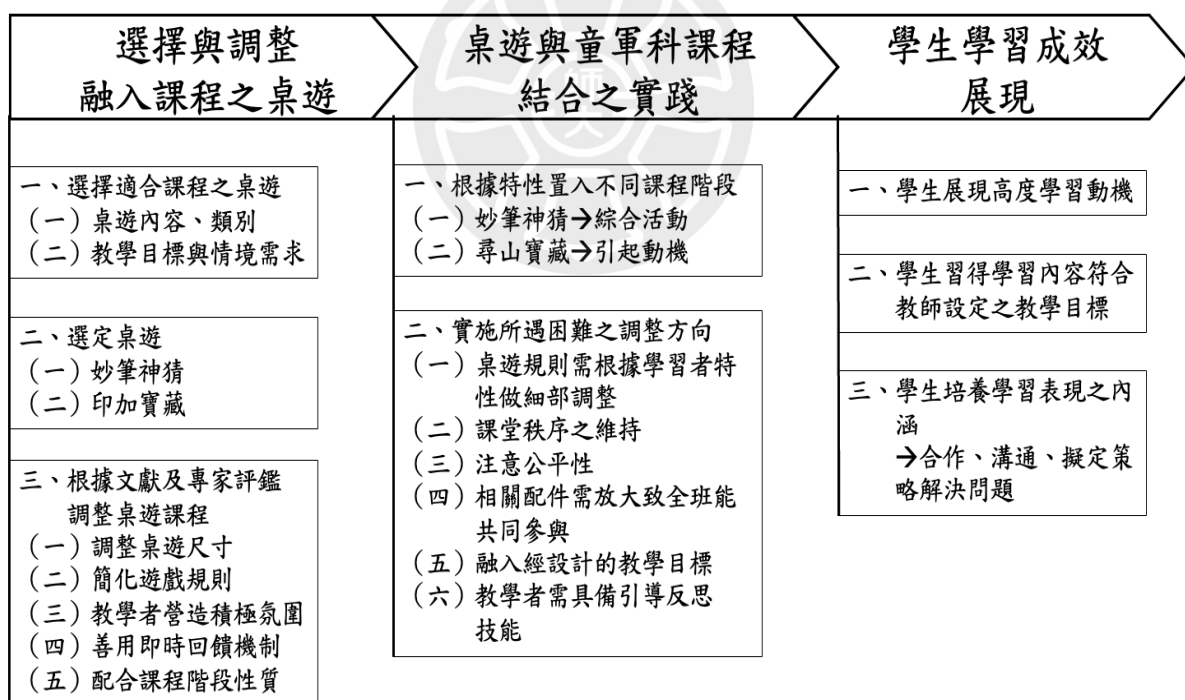 選擇與調整
融入課程之桌遊
桌遊與童軍科課程
結合之實踐
學生學習成效
展現
一、選擇適合課程之桌遊
（一）桌遊內容、類別
（二）教學目標與情境需求
二、選定桌遊
（一）妙筆神猜
（二）印加寶藏
三、根據文獻及專家評鑑
調整桌遊課程
（一）調整桌遊尺寸
（二）簡化遊戲規則
（三）教學者營造積極氛圍
（四）善用即時回饋機制
（五）配合課程階段性質
一、根據特性置入不同課程階段
（一）妙筆神猜→綜合活動
（二）尋山寶藏→引起動機
二、實施所遇困難之調整方向
（一）桌遊規則需根據學習者特
性做細部調整
（二）課堂秩序之維持
（三）注意公平性
（四）相關配件需放大致全班能
共同參與
（五）融入經設計的教學目標
（六）教學者需具備引導反思
技能
一、學生展現高度學習動機
二、學生習得學習內容符合
教師設定之教學目標
三、學生培養學習表現之內
涵
→合作、溝通、擬定策
略解決問題
師大